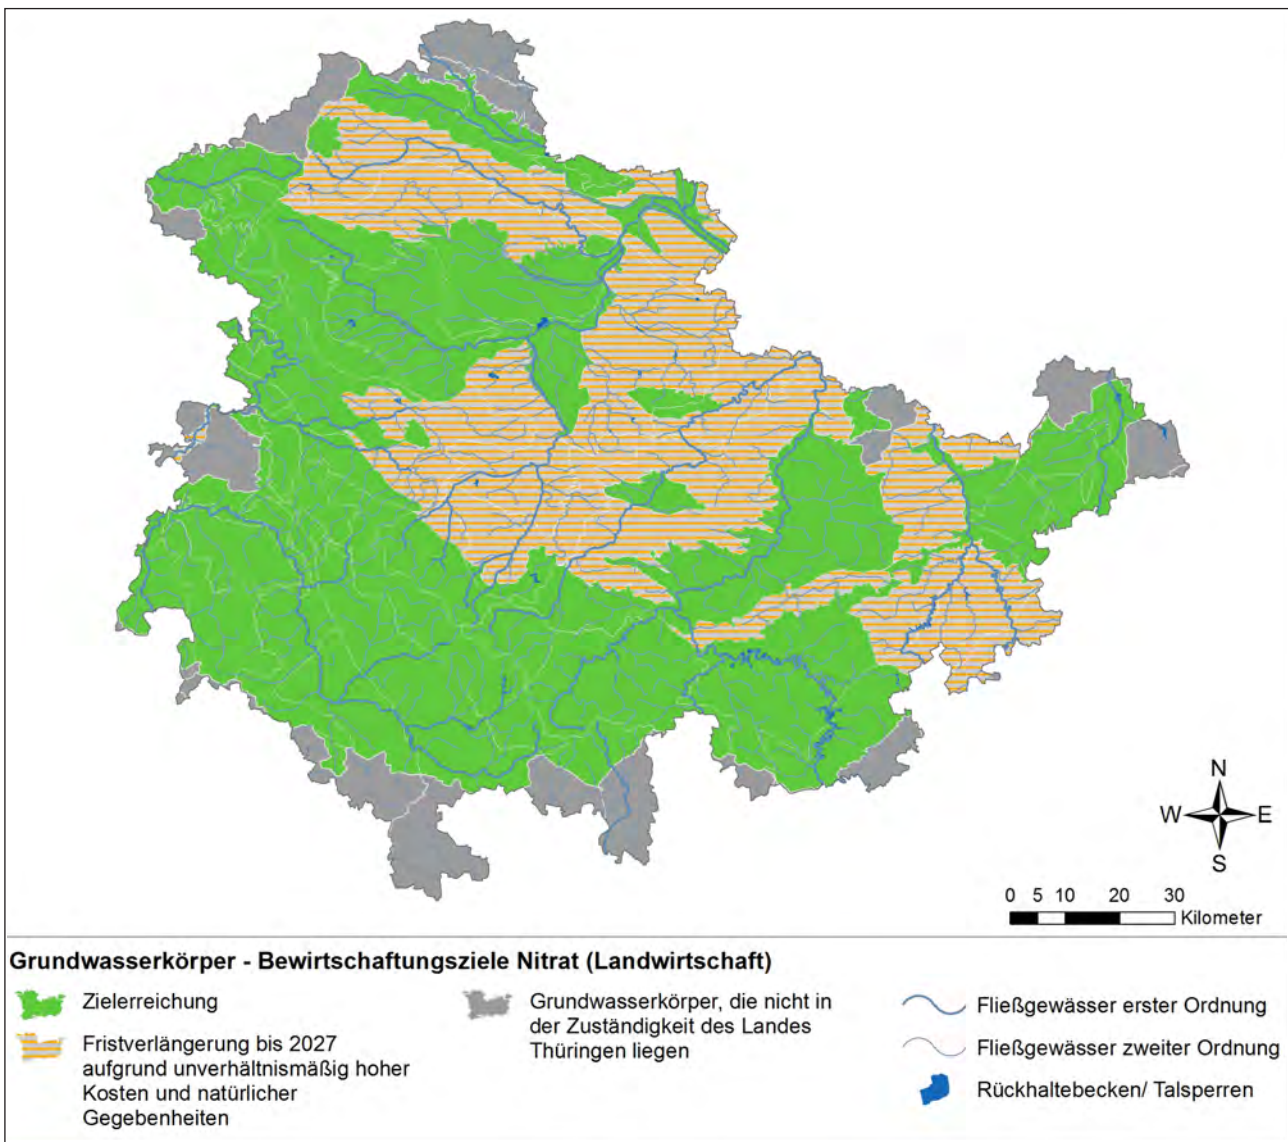 N
W E
S
0 5 10 20 30
Kilometer
Grundwasserkörper - Bewirtschaftungsziele Nitrat (Landwirtschaft)
Zielerreichung
Fristverlängerung bis 2027
aufgrund unverhältnismäßig hoher
Kosten und natürlicher
Gegebenheiten
Grundwasserkörper, die nicht in
der Zuständigkeit des Landes
Thüringen liegen
Fließgewässer erster Ordnung
Fließgewässer zweiter Ordnung
Rückhaltebecken/ Talsperren